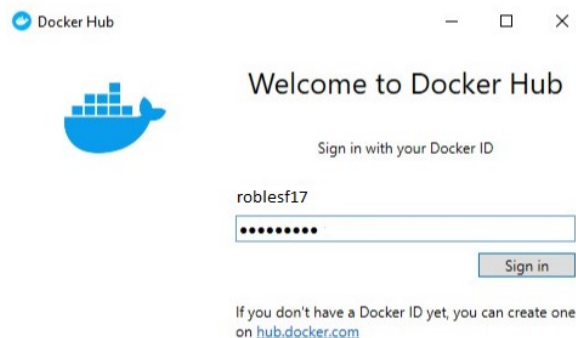 Docker Hub
Welcome to Docker Hub
Sign in with your Docker ID
roblesf17
●●●●●●●●●
Sign in
If you don't have a Docker ID yet, you can create one
on hub.docker.com